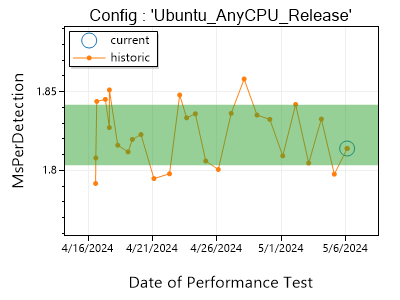 Config : 'Ubuntu_AnyCPU_Release'
current
historic
MsPerDetection
1.85
1.8
4/16/2024
4/21/2024
4/26/2024
5/1/2024
5/6/2024
Date of Performance Test